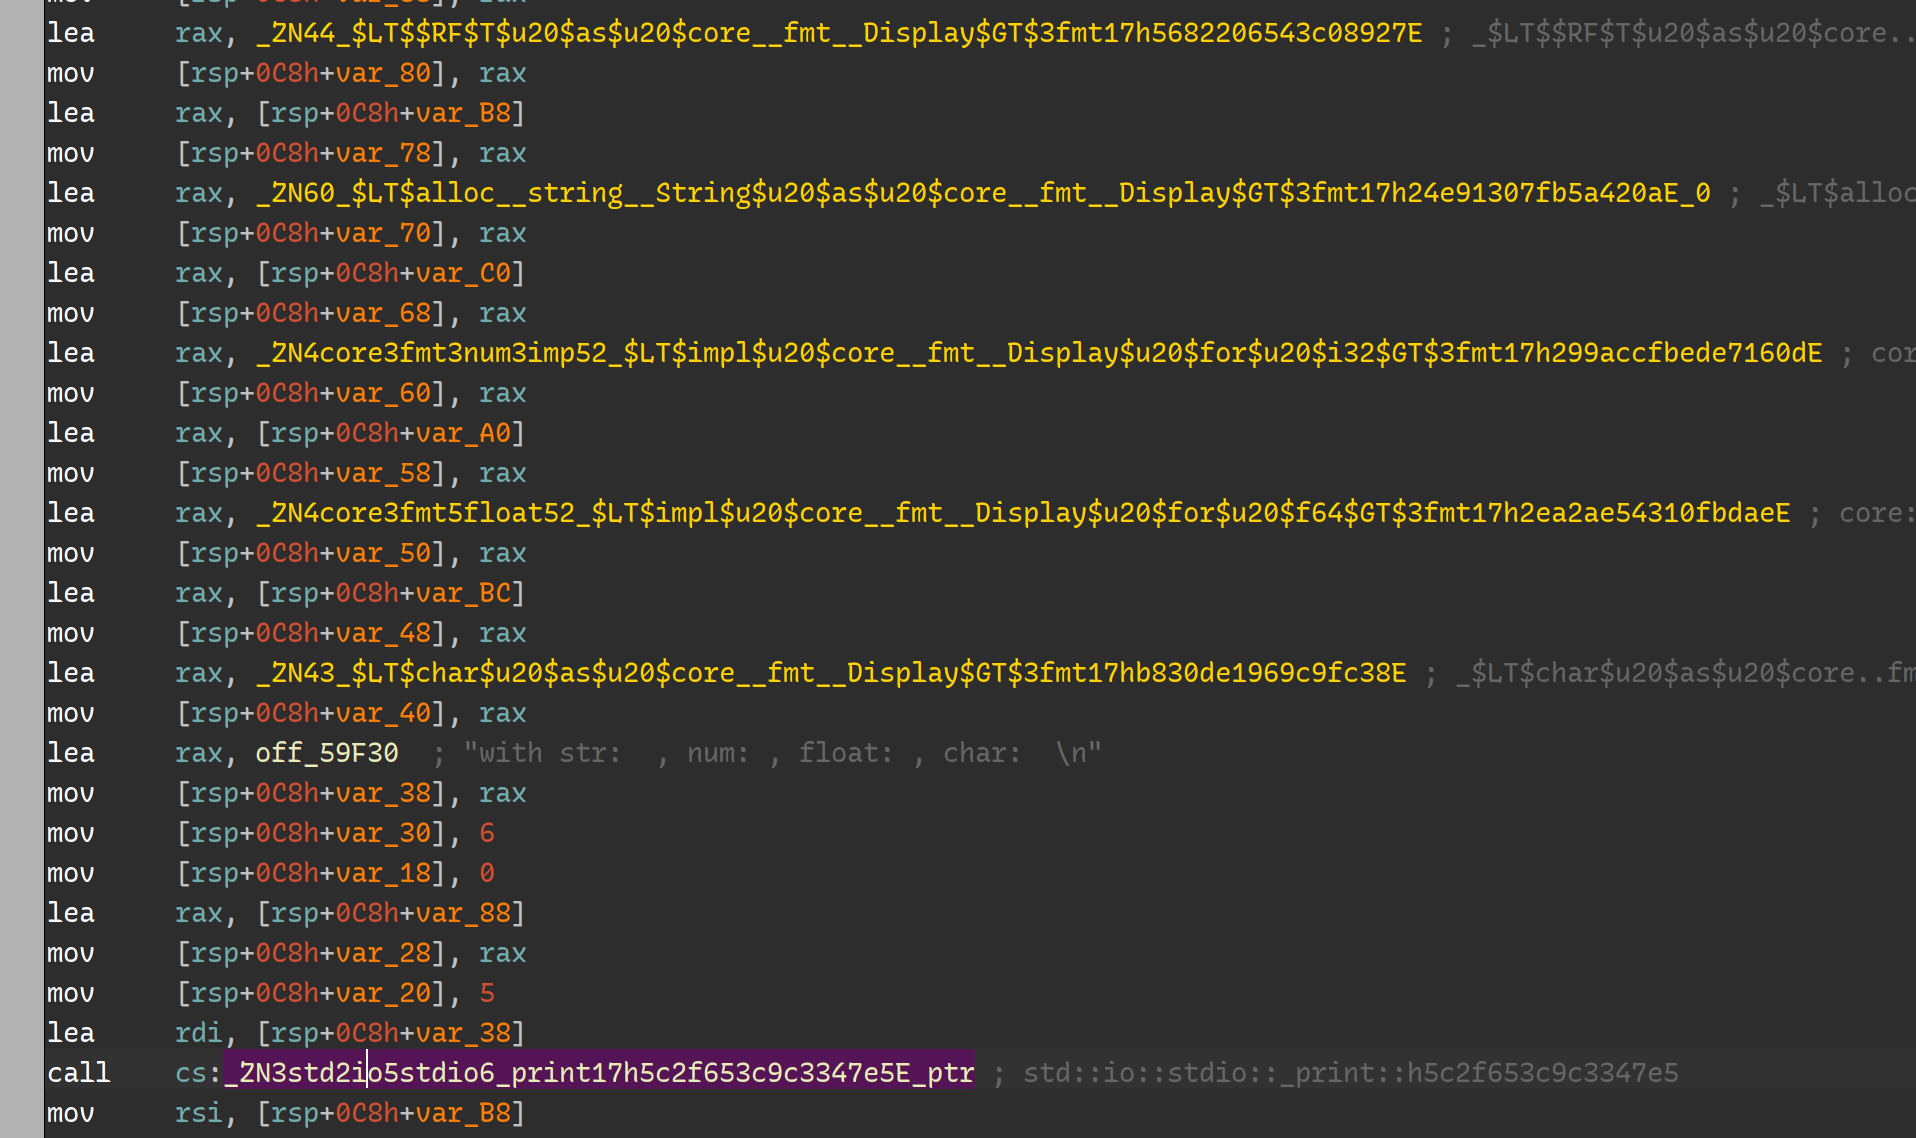 lea rax, _ZN44_$LT$$RF$T$u20$as$u20$core__fmt__Display$GT$3fmt17h5682206543c08927E ; _$LT$$RF$T$u20$as$u20$core..
mov [rsp+0C8h+var_80], rax
lea rax, [rsp+0C8h+var_B8]
mov [rsp+0C8h+var_78], rax
lea rax, _ZN60_$LT$alloc__string__String$u20$as$u20$core__fmt__Display$GT$3fmt17h24e91307fb5a420aE_0 ; _$LT$alloc
mov [rsp+0C8h+var_70], rax
lea rax, [rsp+0C8h+var_C0]
mov [rsp+0C8h+var_68], rax
lea rax, _ZN4core3fmt3num3imp52_$LT$impl$u20$core__fmt__Display$u20$for$u20$i32$GT$3fmt17h299accfbede7160dE ; cor
mov [rsp+0C8h+var_60], rax
lea rax, [rsp+0C8h+var_A0]
mov [rsp+0C8h+var_58], rax
lea rax, _ZN4core3fmt5float52_$LT$impl$u20$core__fmt__Display$u20$for$u20$f64$GT$3fmt17h2ea2ae54310fbdaeE ; core:
mov [rsp+0C8h+var_50], rax
lea rax, [rsp+0C8h+var_BC]
mov [rsp+0C8h+var_48], rax
lea rax, _ZN43_$LT$char$u20$as$u20$core__fmt__Display$GT$3fmt17hb830de1969c9fc38E ; _$LT$char$u20$as$u20$core..fm
mov [rsp+0C8h+var_40], rax
lea rax, off_59F30 ; "with str:  , num: , float: , char:  \n"
mov [rsp+0C8h+var_38], rax
mov [rsp+0C8h+var_30], 6
mov [rsp+0C8h+var_18], 0
lea rax, [rsp+0C8h+var_88]
mov [rsp+0C8h+var_28], rax
mov [rsp+0C8h+var_20], 5
lea rdi, [rsp+0C8h+var_38]
call cs:_ZN3std2io5stdio6_print17h5c2f653c9c3347e5E_ptr ; std::io::stdio::_print::h5c2f653c9c3347e5
mov rsi, [rsp+0C8h+var_B8]